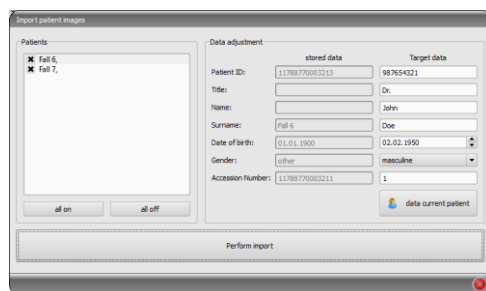 Import patient images
Patients
Fall 6,
Fall 7,
all on all off
Data adjustment
stored data Target data
Patient ID: 11788770003213 987654321
Title: Dr.
Name: John
Surname: Fall 6 Doe
Date of birth: 01.01.1900 02.02.1950
Gender: other masculine
Accession Number: 11788770003211 1
data current patient
Perform import